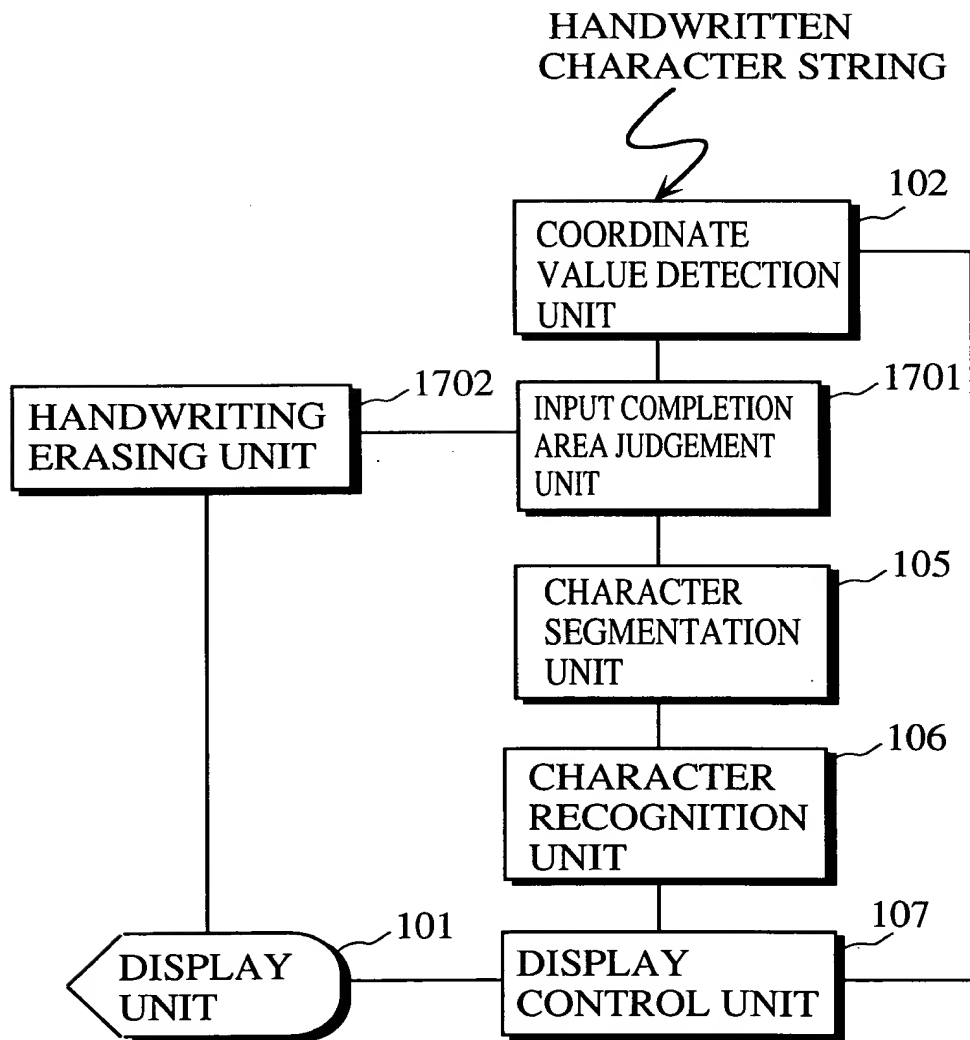 HANDWRITTEN
CHARACTER STRING
102
COORDINATE
VALUE DETECTION
UNIT
1702
HANDWRITING
ERASING UNIT
1701
INPUT COMPLETION
AREA JUDGEMENT
UNIT
105
CHARACTER
SEGMENTATION
UNIT
106
CHARACTER
RECOGNITION
UNIT
101
DISPLAY
UNIT
107
DISPLAY
CONTROL UNIT